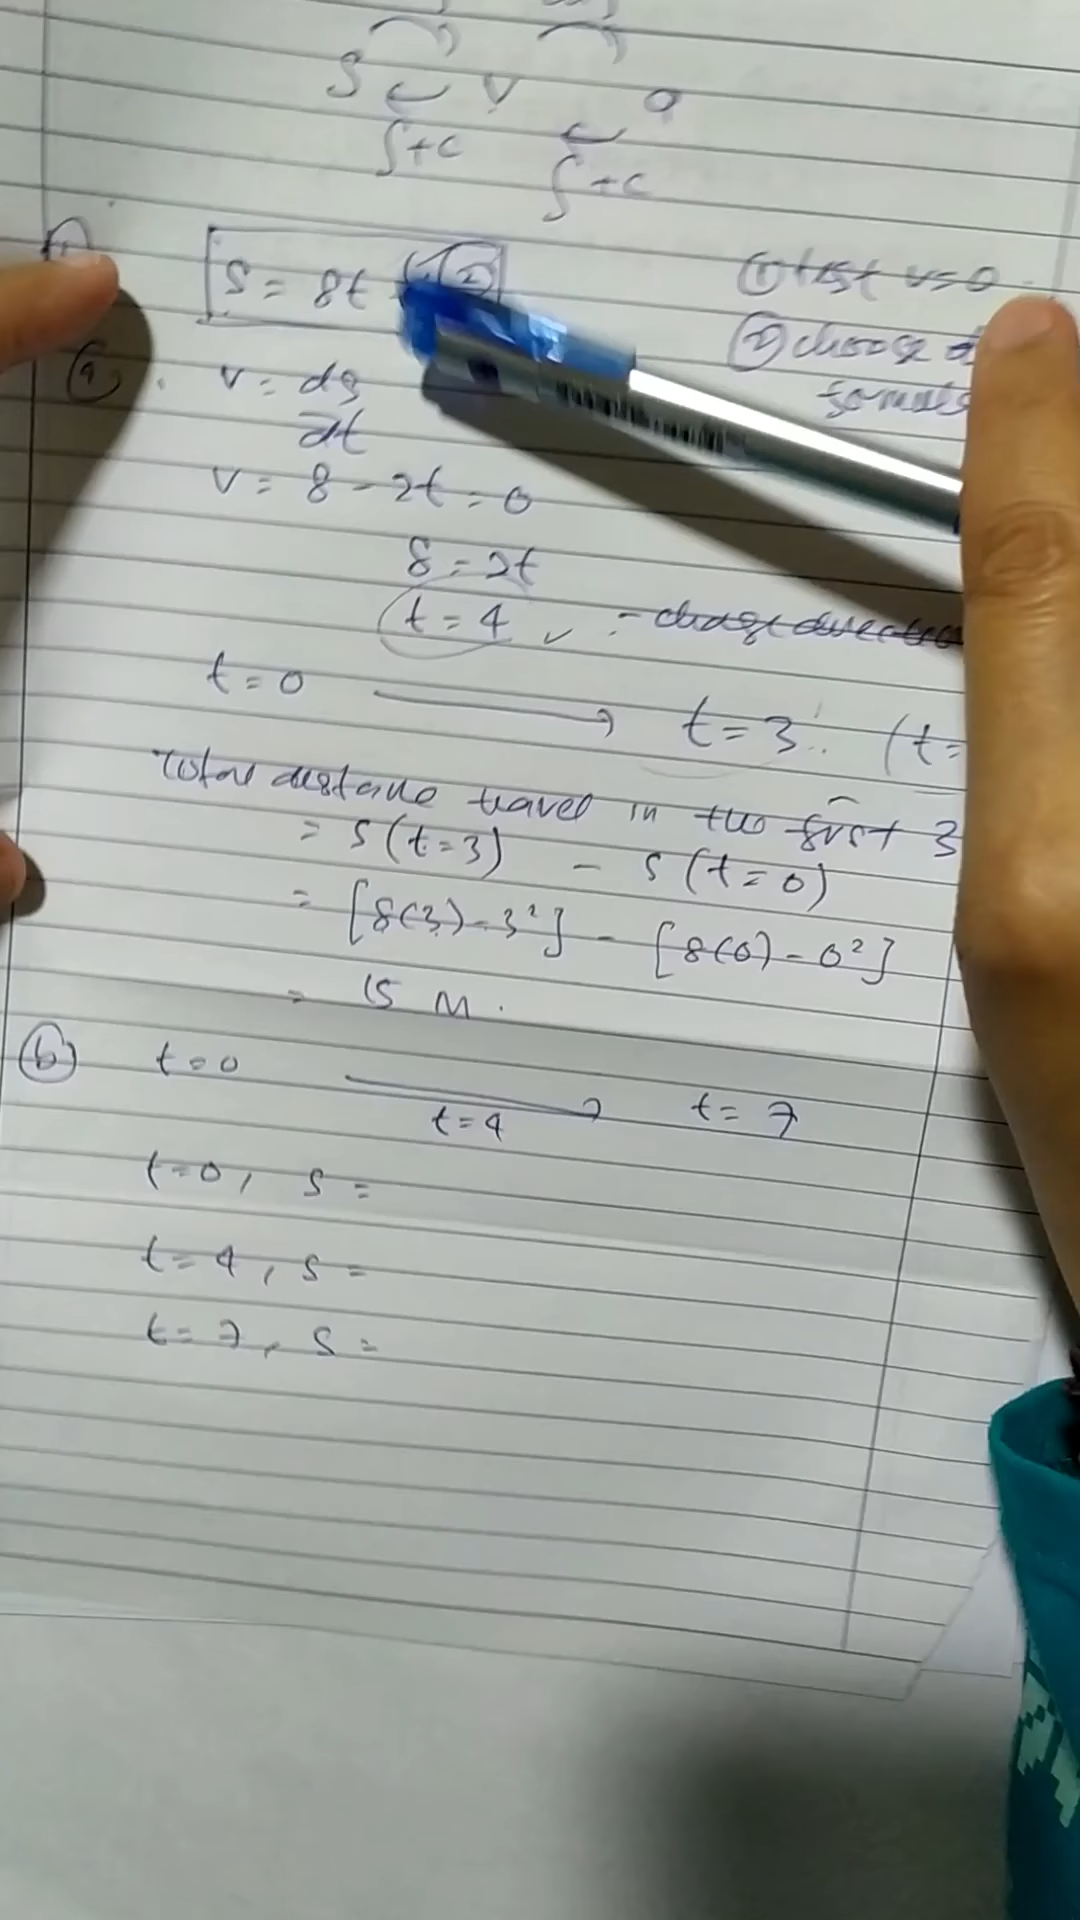 S v a
∫+c
∫+c
S = 8t
① test v=0
② choose
(a) v = ds
dt
v = 8 - 2t = 0
8 = 2t
t = 4 ✓
t = 0 → t = 3 (t=
Total distance travel in the first 3
= S(t=3) - S(t=0)
= [8(3)-3²] - [8(0)-0²]
= 15 m.
(b) t=0 → t=7
t=4
t=0, S =
t=4, S =
t=7, S =